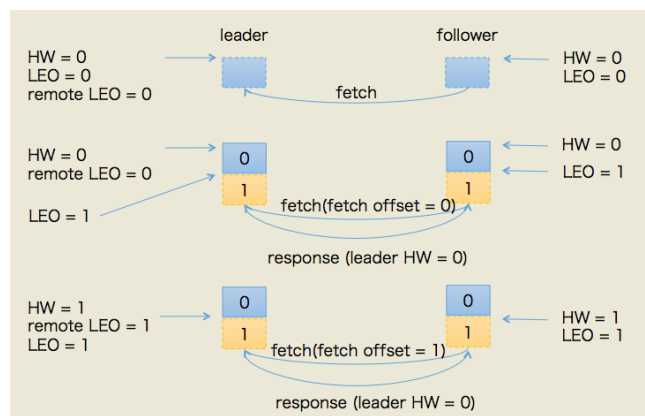 leader
follower
HW = 0
LEO = 0
remote LEO = 0
HW = 0
LEO = 0
fetch
HW = 0
remote LEO = 0
LEO = 1
0
1
0
1
HW = 0
LEO = 1
fetch(fetch offset = 0)
response (leader HW = 0)
HW = 1
remote LEO = 1
LEO = 1
0
1
0
1
HW = 1
LEO = 1
fetch(fetch offset = 1)
response (leader HW = 0)